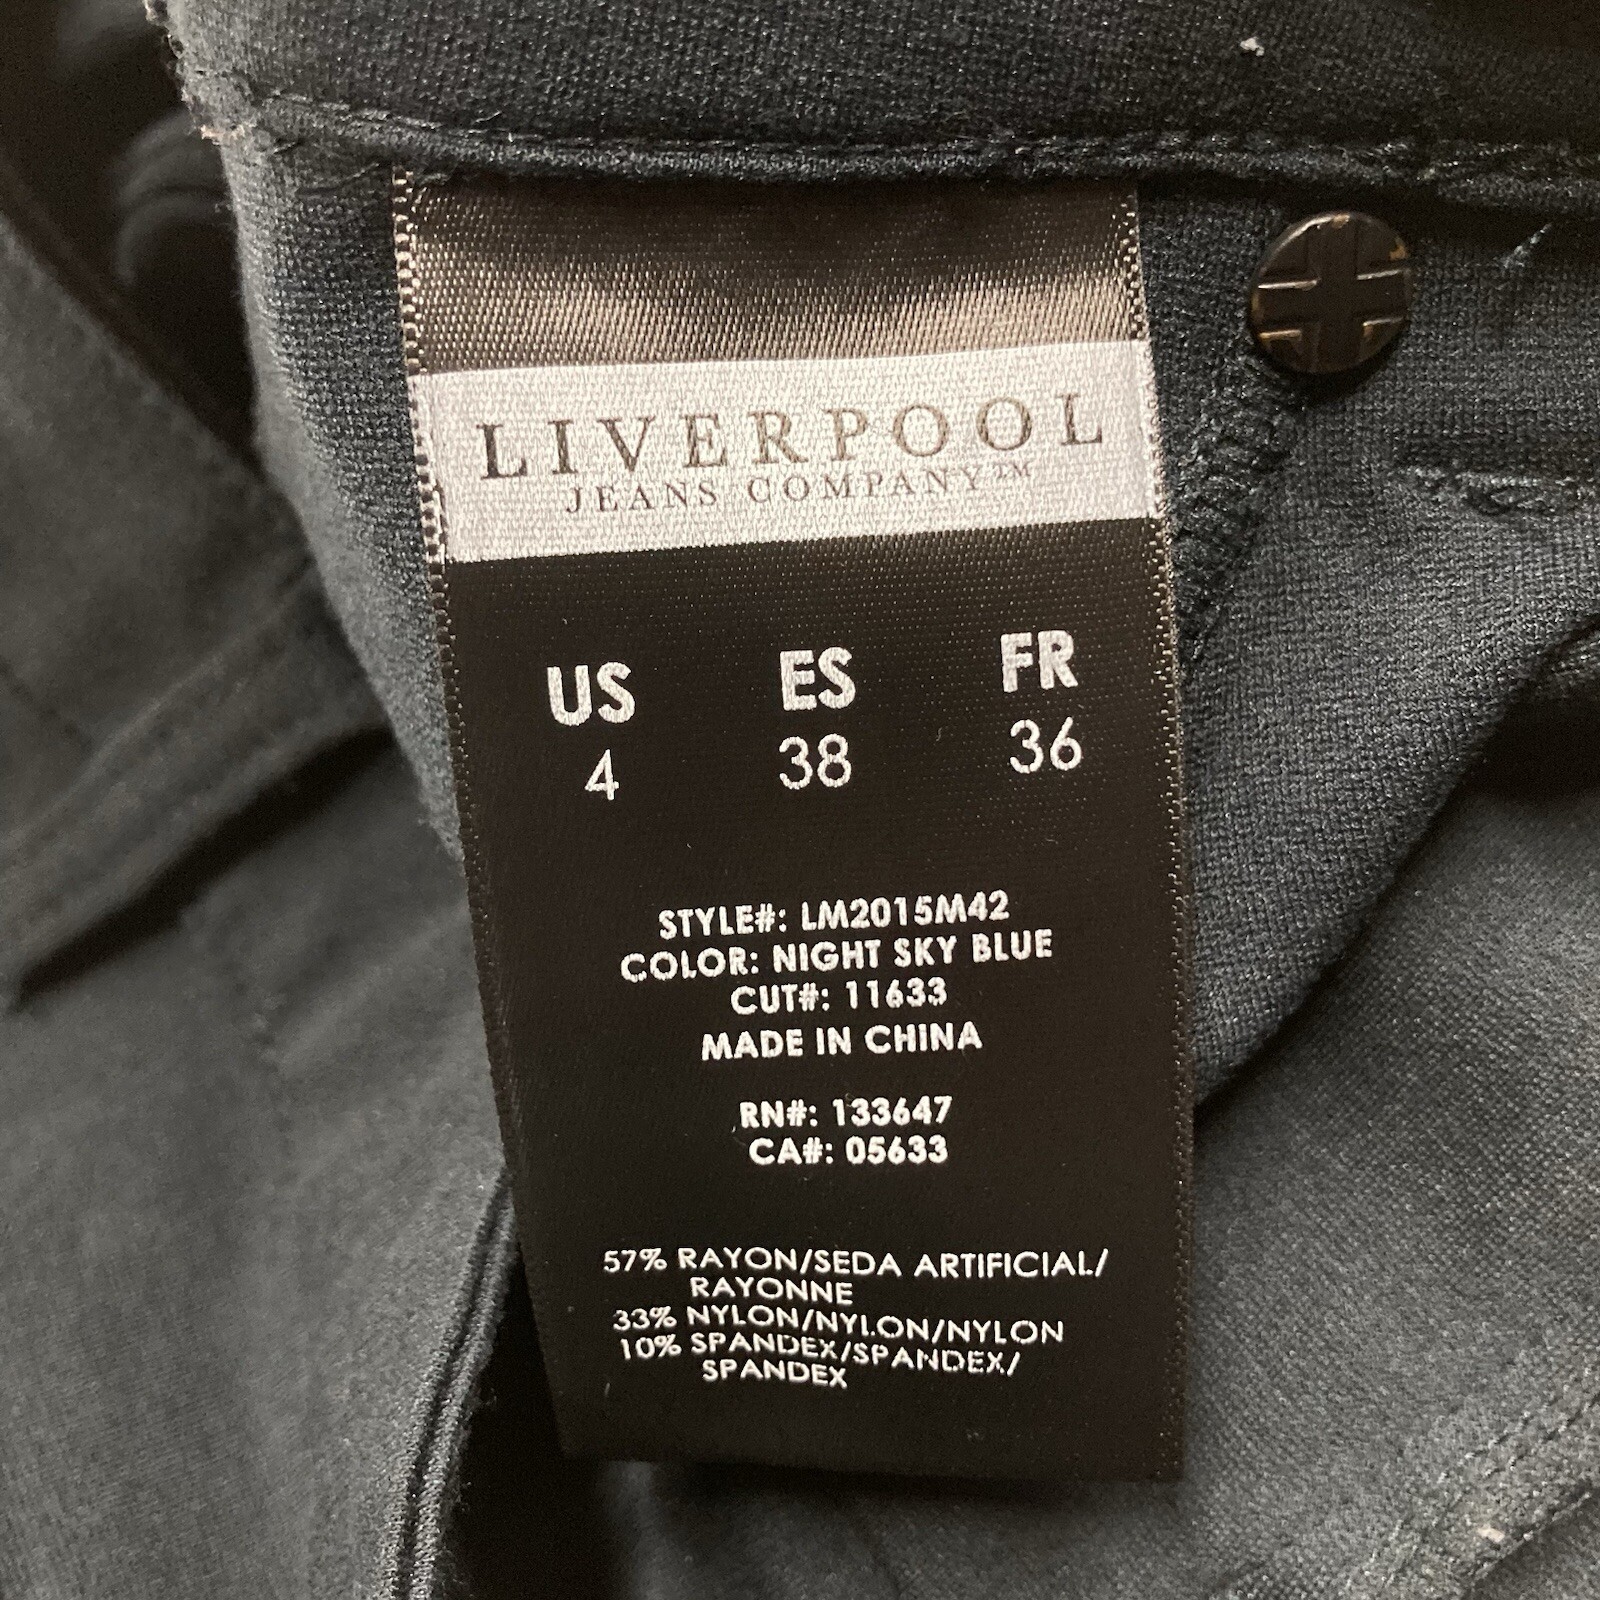 LIVERPOOL
JEANS COMPANY™
US ES FR
4 38 36
STYLE#: LM2015M42
COLOR: NIGHT SKY BLUE
CUT#: 11633
MADE IN CHINA
RN#: 133647
CA#: 05633
57% RAYON/SEDA ARTIFICIAL/
RAYONNE
33% NYLON/NYLON/NYLON
10% SPANDEX/SPANDEX/
SPANDEX